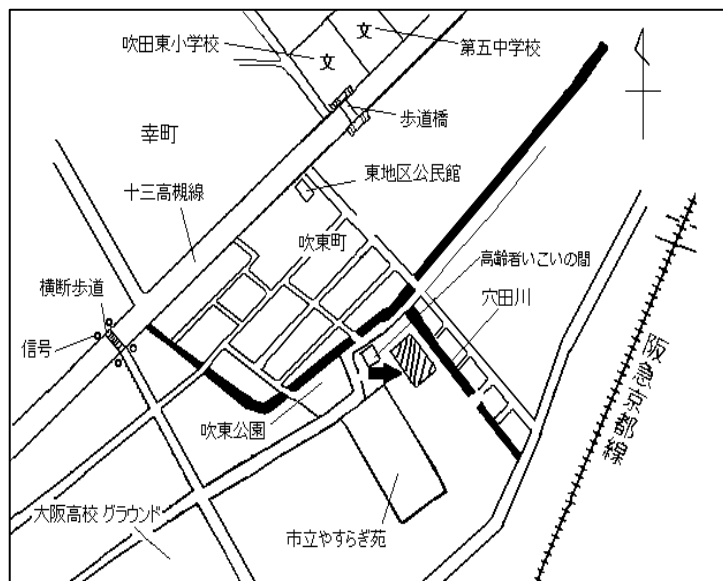 吹田東小学校
文
文
第五中学校
歩道橋
幸町
東地区公民館
十三高槻線
吹東町
高齢者いこいの間
横断歩道
穴田川
信号
阪急京都線
吹東公園
大阪高校 グラウンド
市立やすらぎ苑